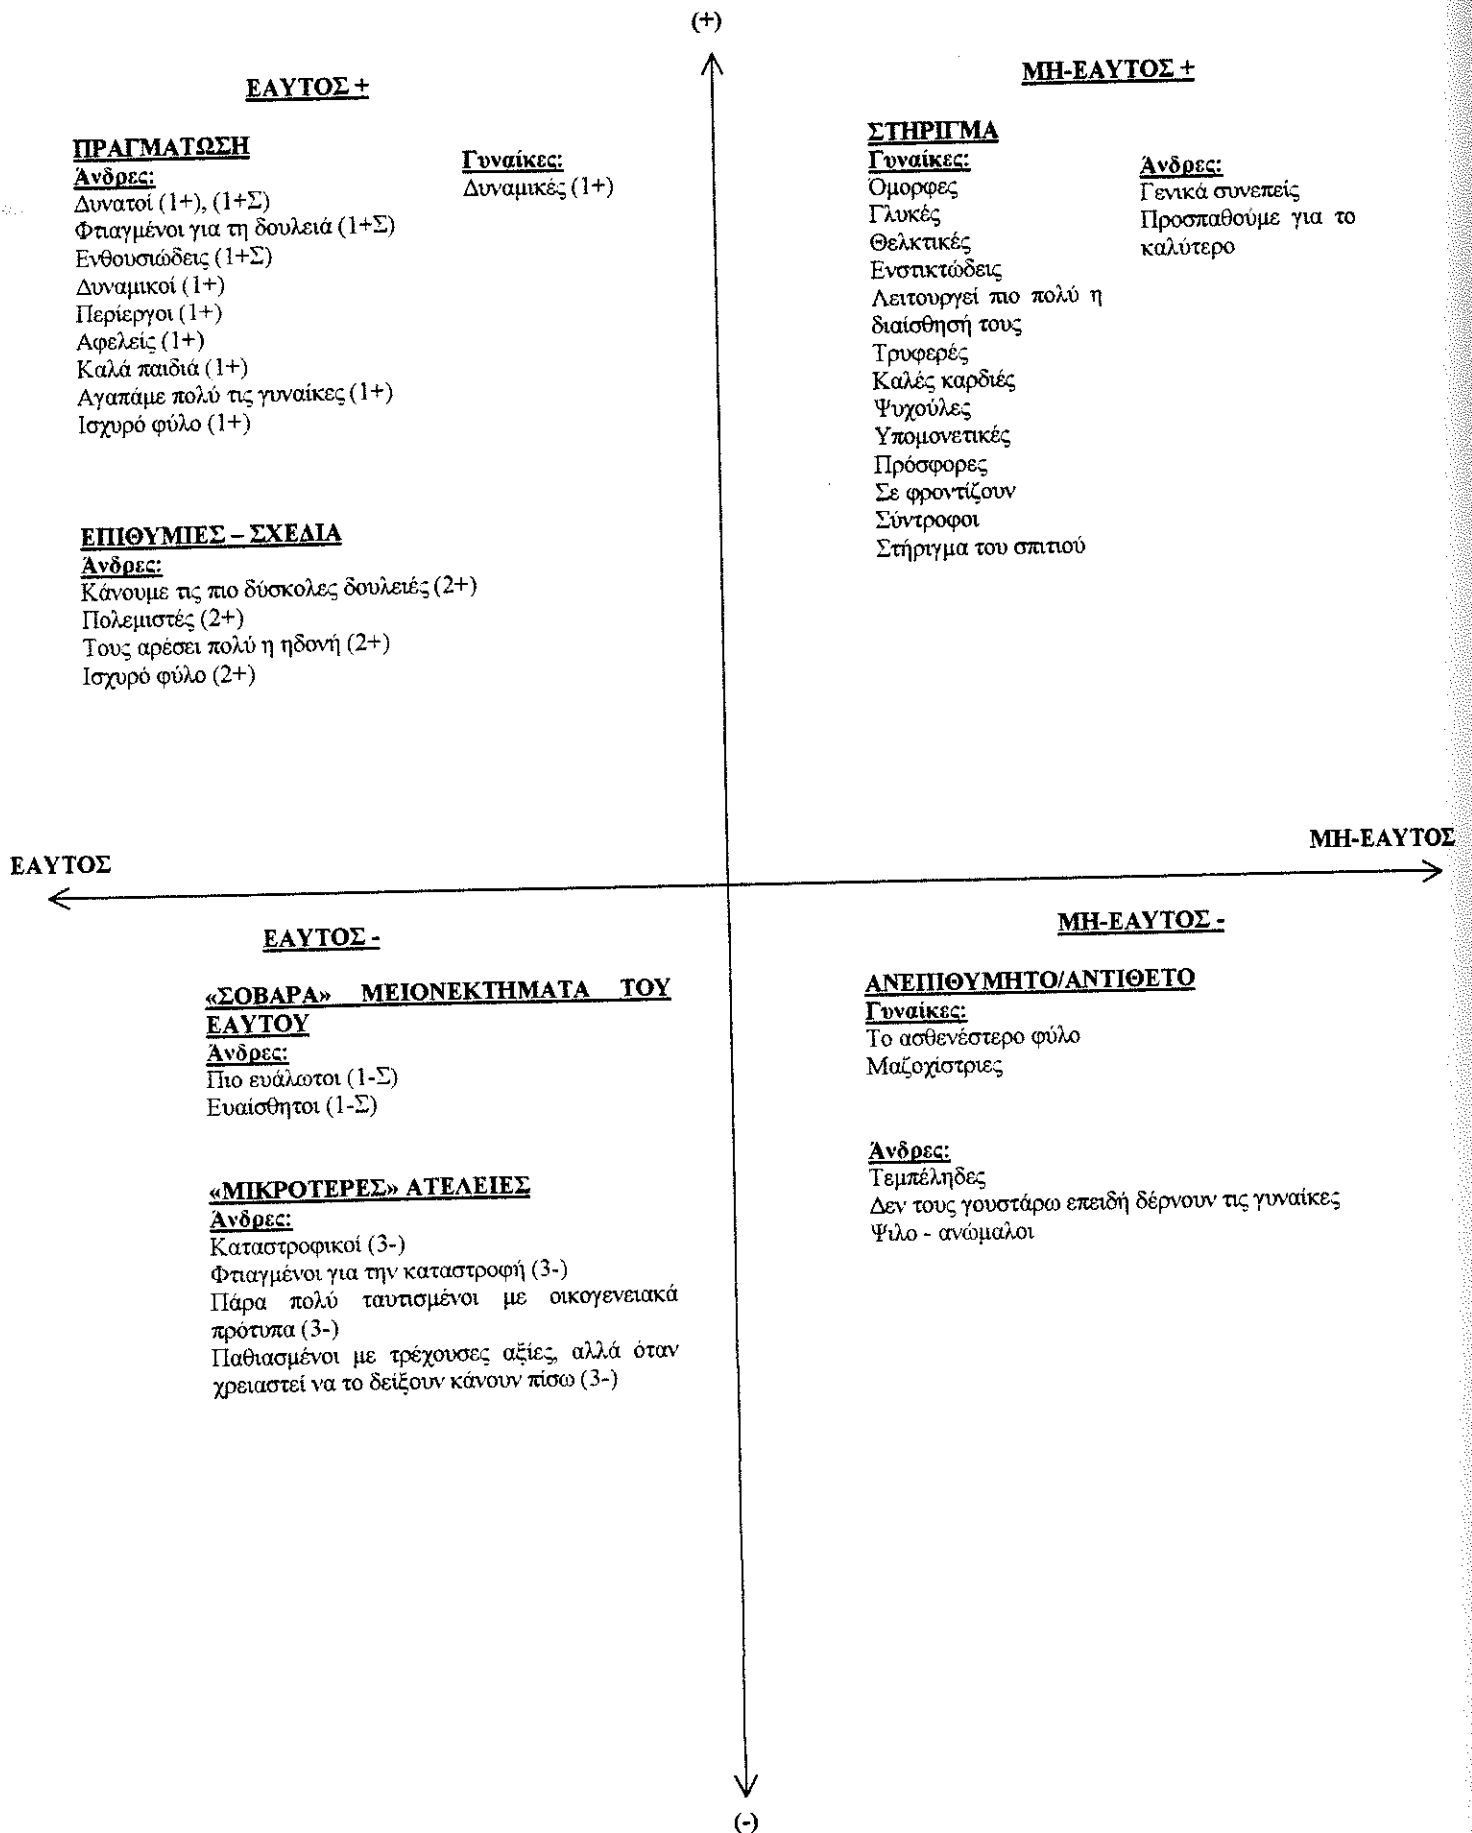 (+)
ΕΑΥΤΟΣ +
ΠΡΑΓΜΑΤΩΣΗ
Άνδρες:
Δυνατοί (1+), (1+Σ)
Φτιαγμένοι για τη δουλειά (1+Σ)
Ενθουσιώδεις (1+Σ)
Δυναμικοί (1+)
Περίεργοι (1+)
Αφελείς (1+)
Καλά παιδιά (1+)
Αγαπάμε πολύ τις γυναίκες (1+)
Ισχυρό φύλο (1+)
Γυναίκες:
Δυναμικές (1+)
ΕΠΙΘΥΜΙΕΣ – ΣΧΕΔΙΑ
Άνδρες:
Κάνουμε τις πιο δύσκολες δουλειές (2+)
Πολεμιστές (2+)
Τους αρέσει πολύ η ηδονή (2+)
Ισχυρό φύλο (2+)
ΜΗ-ΕΑΥΤΟΣ +
ΣΤΗΡΙΓΜΑ
Γυναίκες:
Όμορφες
Γλυκές
Θελκτικές
Ενστικτώδεις
Λειτουργεί πιο πολύ η
διαίσθησή τους
Τρυφερές
Καλές καρδιές
Ψυχούλες
Υπομονετικές
Πρόσφορες
Σε φροντίζουν
Σύντροφοι
Στήριγμα του σπιτιού
Άνδρες:
Γενικά συνεπείς
Προσπαθούμε για το
καλύτερο
ΕΑΥΤΟΣ
ΜΗ-ΕΑΥΤΟΣ
ΕΑΥΤΟΣ -
«ΣΟΒΑΡΑ» ΜΕΙΟΝΕΚΤΗΜΑΤΑ ΤΟΥ
ΕΑΥΤΟΥ
Άνδρες:
Πιο ευάλωτοι (1-Σ)
Ευαίσθητοι (1-Σ)
«ΜΙΚΡΟΤΕΡΕΣ» ΑΤΕΛΕΙΕΣ
Άνδρες:
Καταστροφικοί (3-)
Φτιαγμένοι για την καταστροφή (3-)
Πάρα πολύ ταυτισμένοι με οικογενειακά
πρότυπα (3-)
Παθιασμένοι με τρέχουσες αξίες, αλλά όταν
χρειαστεί να το δείξουν κάνουν πίσω (3-)
ΜΗ-ΕΑΥΤΟΣ -
ΑΝΕΠΙΘΥΜΗΤΟ/ΑΝΤΙΘΕΤΟ
Γυναίκες:
Το ασθενέστερο φύλο
Μαζοχίστριες
Άνδρες:
Τεμπέληδες
Δεν τους γουστάρω επειδή δέρνουν τις γυναίκες
Ψιλο - ανώμαλοι
(-)